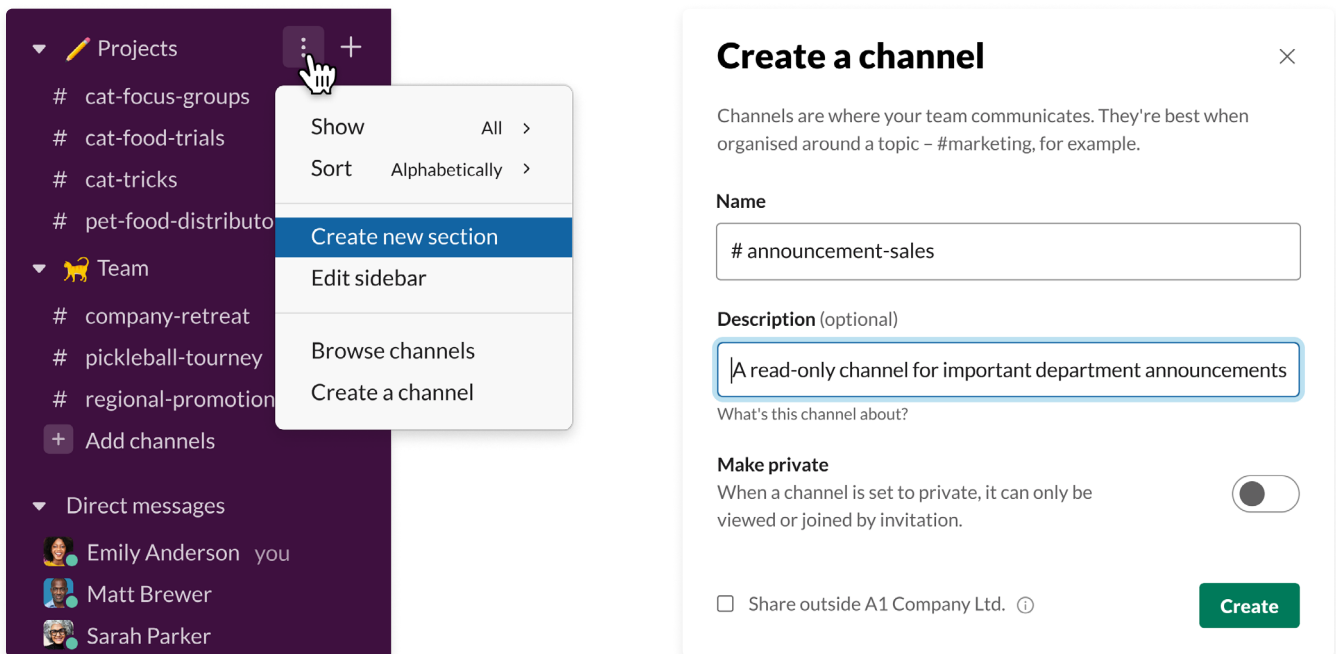 Projects
# cat-focus-groups
# cat-food-trials
# cat-tricks
# pet-food-distributo
Team
# company-retreat
# pickleball-tourney
# regional-promotion
+ Add channels
Direct messages
Emily Anderson you
Matt Brewer
Sarah Parker
Show All >
Sort Alphabetically >
Create new section
Edit sidebar
Browse channels
Create a channel
Create a channel
Channels are where your team communicates. They're best when
organised around a topic – #marketing, for example.
Name
# announcement-sales
Description (optional)
A read-only channel for important department announcements
What's this channel about?
Make private
When a channel is set to private, it can only be
viewed or joined by invitation.
Share outside A1 Company Ltd.
Create